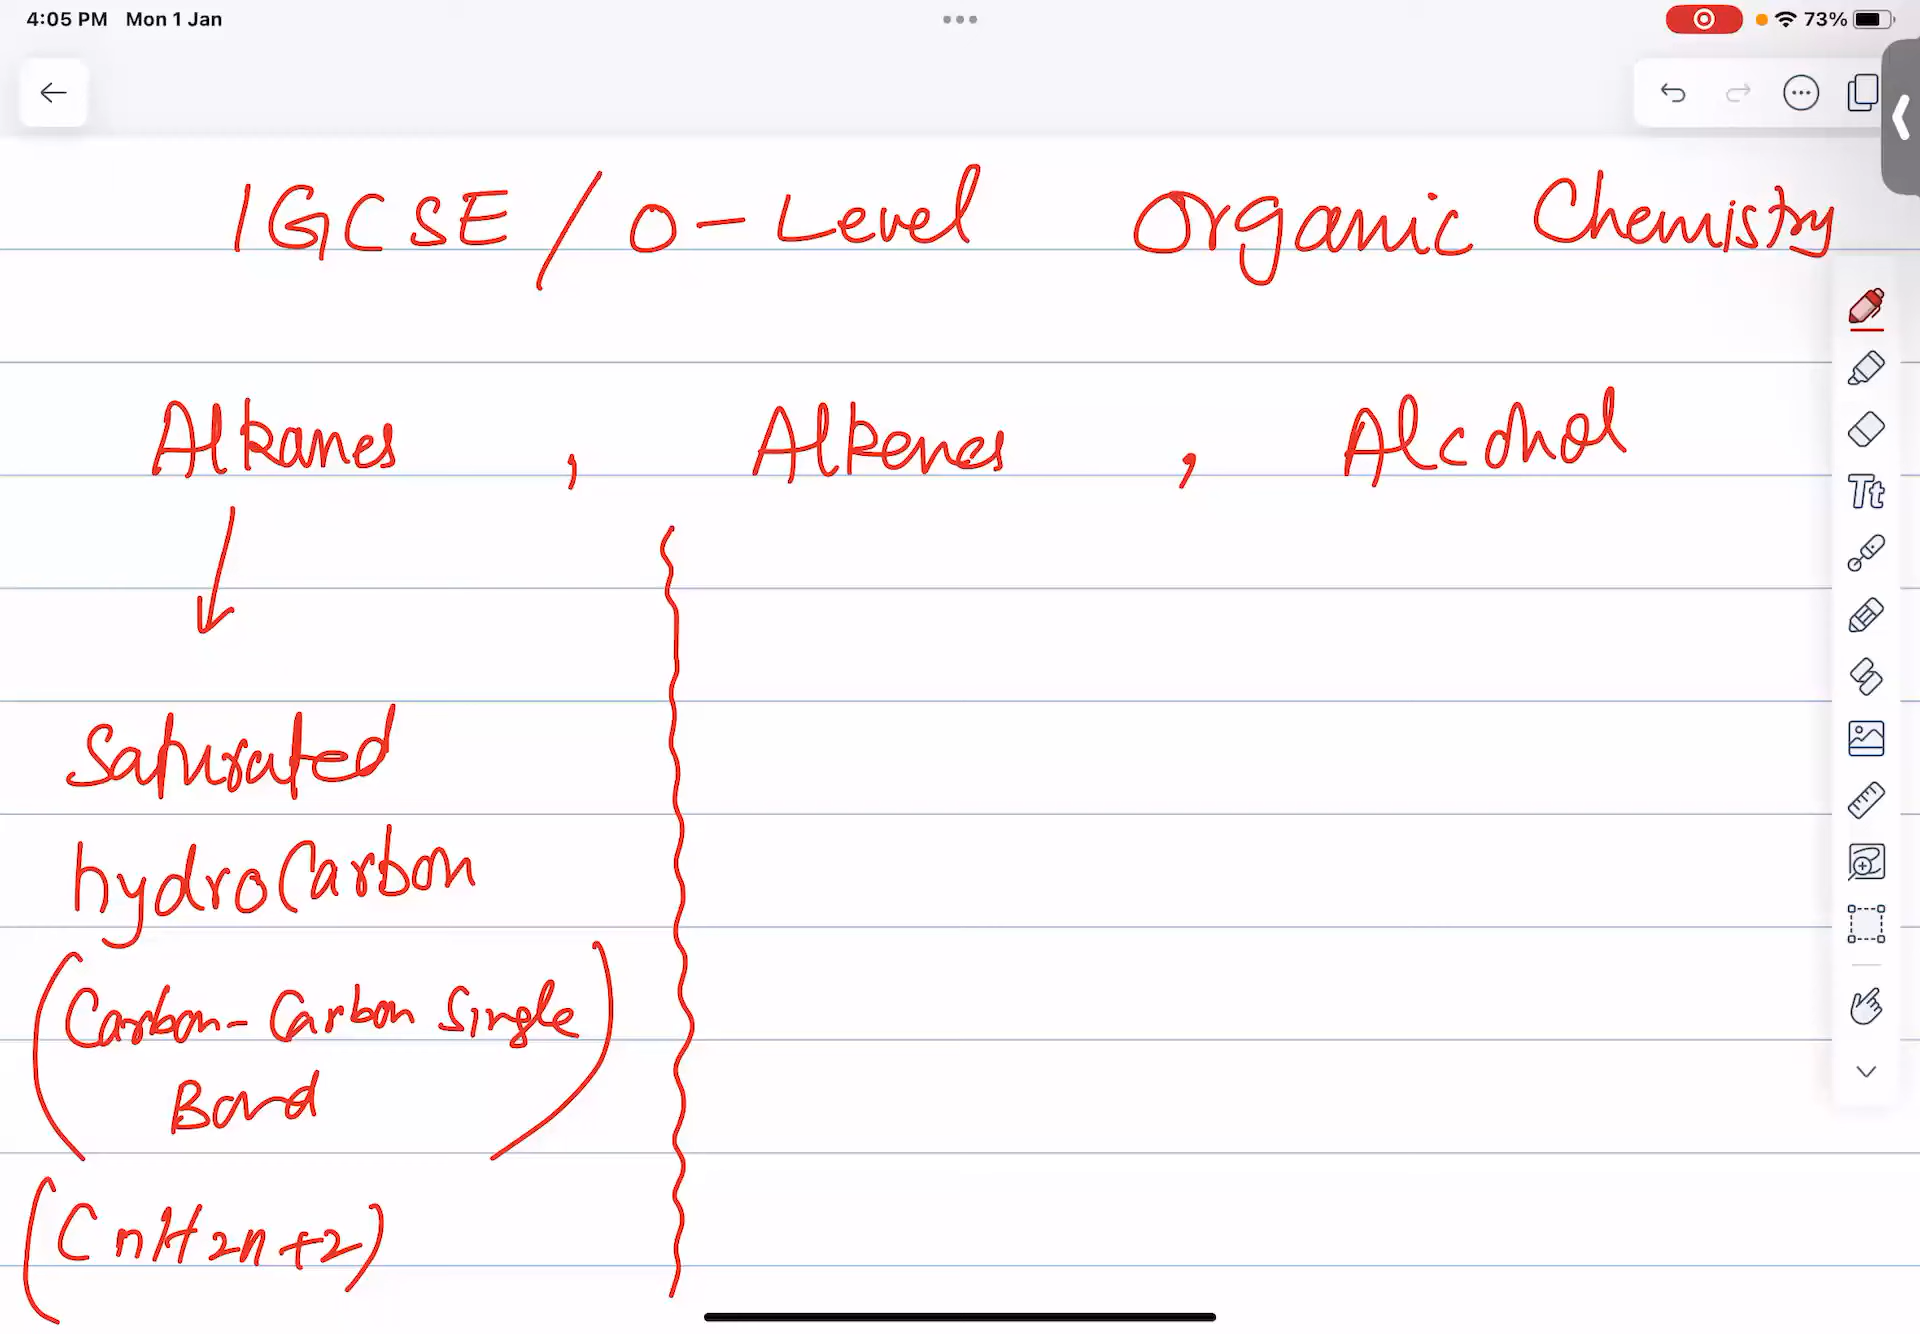 4:05 PM Mon 1 Jan
73%
IGCSE / O-Level Organic Chemistry
Alkanes , Alkenes , Alcohol
Tt
Saturated
hydroCarbon
(Carbon-Carbon Single
Bond)
(CnH2n+2)